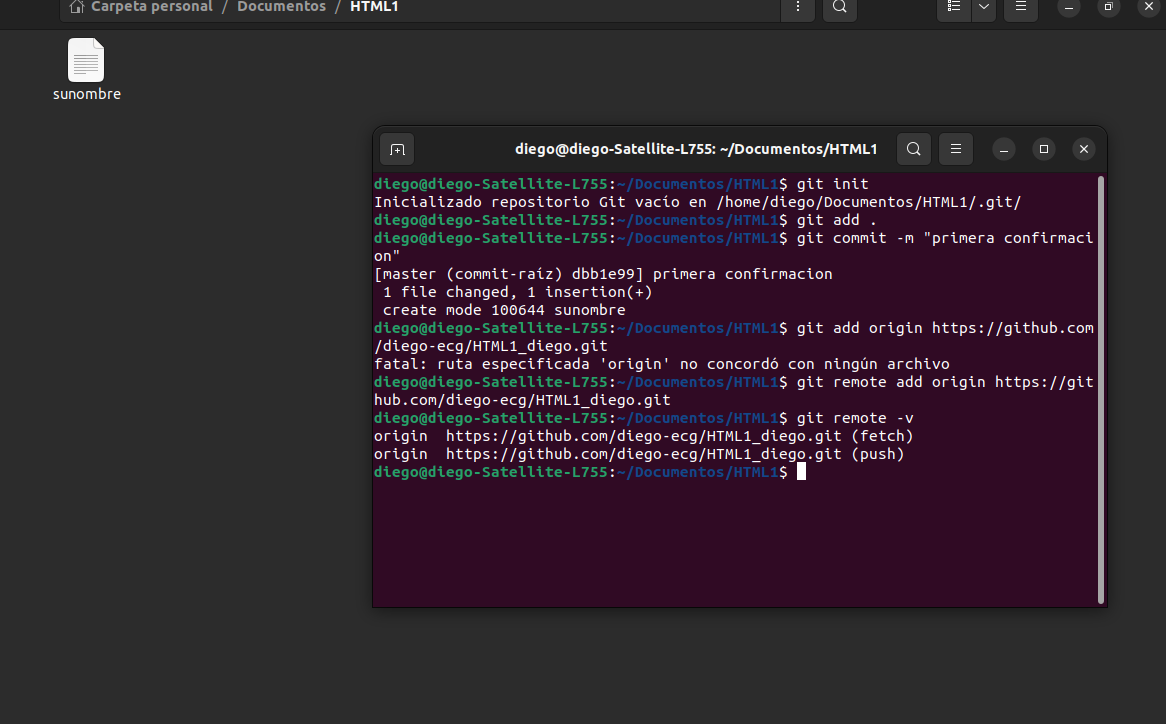 Carpeta personal / Documentos / HTML1
sunombre
diego@diego-Satellite-L755: ~/Documentos/HTML1
diego@diego-Satellite-L755:~/Documentos/HTML1$ git init
Inicializado repositorio Git vacío en /home/diego/Documentos/HTML1/.git/
diego@diego-Satellite-L755:~/Documentos/HTML1$ git add .
diego@diego-Satellite-L755:~/Documentos/HTML1$ git commit -m "primera confirmaci
on"
[master (commit-raíz) dbb1e99] primera confirmacion
 1 file changed, 1 insertion(+)
 create mode 100644 sunombre
diego@diego-Satellite-L755:~/Documentos/HTML1$ git add origin https://github.com
/diego-ecg/HTML1_diego.git
fatal: ruta especificada 'origin' no concordó con ningún archivo
diego@diego-Satellite-L755:~/Documentos/HTML1$ git remote add origin https://git
hub.com/diego-ecg/HTML1_diego.git
diego@diego-Satellite-L755:~/Documentos/HTML1$ git remote -v
origin  https://github.com/diego-ecg/HTML1_diego.git (fetch)
origin  https://github.com/diego-ecg/HTML1_diego.git (push)
diego@diego-Satellite-L755:~/Documentos/HTML1$